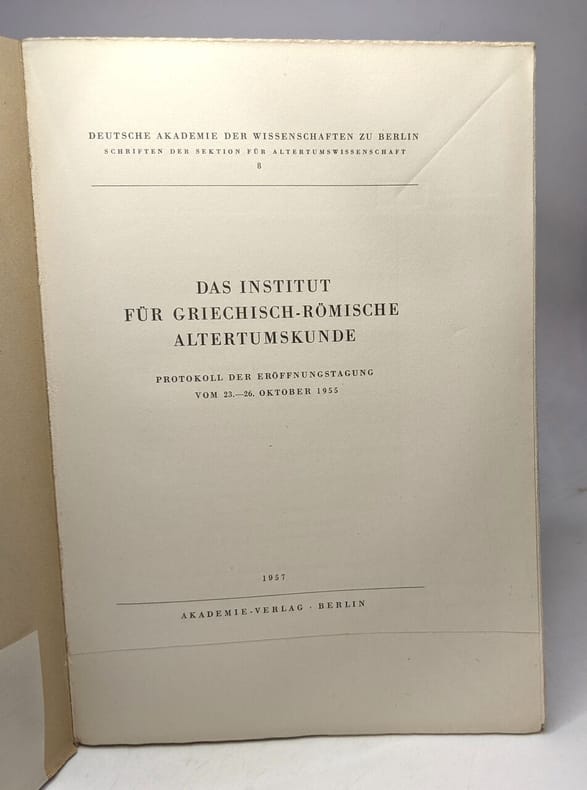 DEUTSCHE AKADEMIE DER WISSENSCHAFTEN ZU BERLIN
SCHRIFTEN DER SEKTION FÜR ALTERTUMSWISSENSCHAFT
8
DAS INSTITUT
FÜR GRIECHISCH-RÖMISCHE
ALTERTUMSKUNDE
PROTOKOLL DER ERÖFFNUNGSTAGUNG
VOM 23.—26. OKTOBER 1955
1957
AKADEMIE-VERLAG · BERLIN